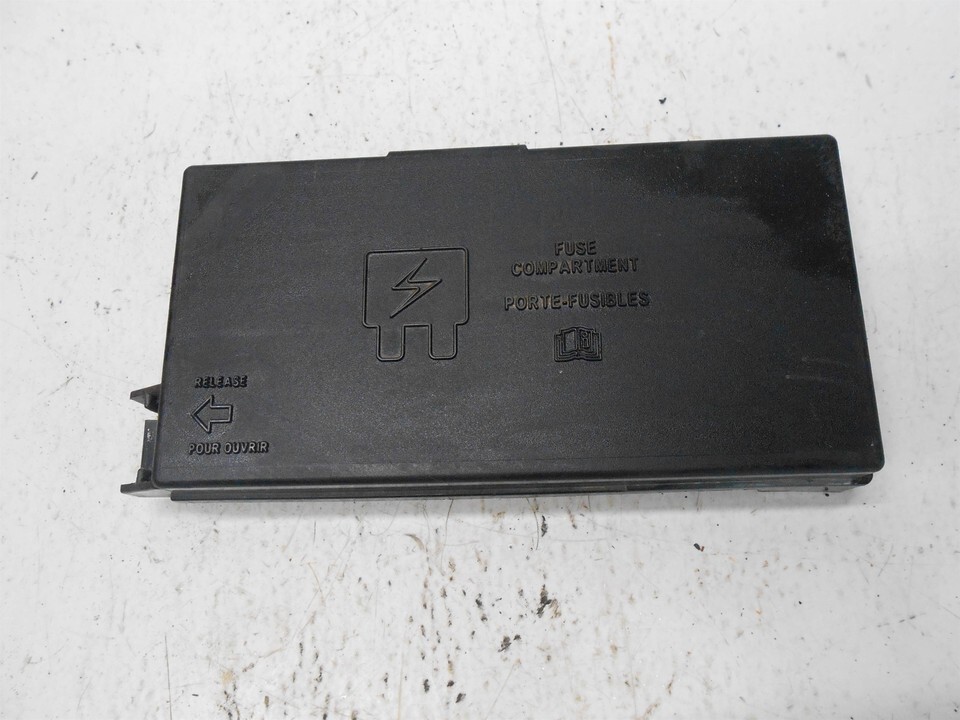 FUSE
COMPARTMENT
PORTE-FUSIBLES
RELEASE
POUR OUVRIR